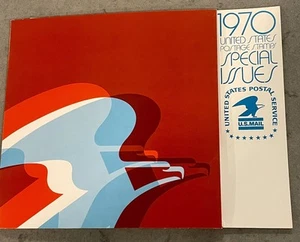 1970
UNITED STATES
POSTAGE STAMPS
SPECIAL
ISSUES
UNITED STATES POSTAL SERVICE
U.S.MAIL